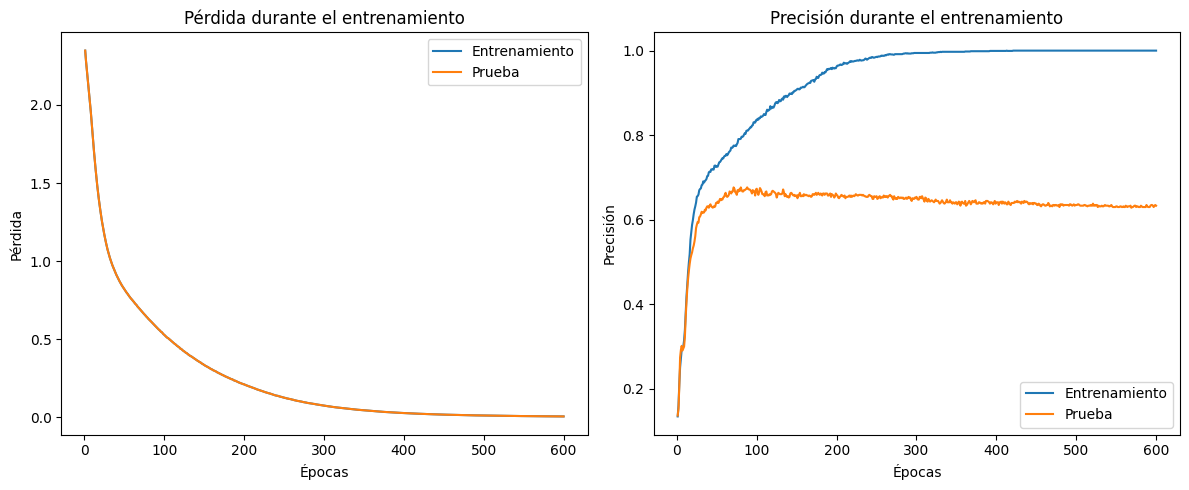 Pérdida durante el entrenamiento
Entrenamiento
Prueba
2.0
1.5
1.0
0.5
0.0
Pérdida
0 100 200 300 400 500 600
Épocas
Precisión durante el entrenamiento
1.0
0.8
0.6
0.4
0.2
Precisión
Entrenamiento
Prueba
0 100 200 300 400 500 600
Épocas